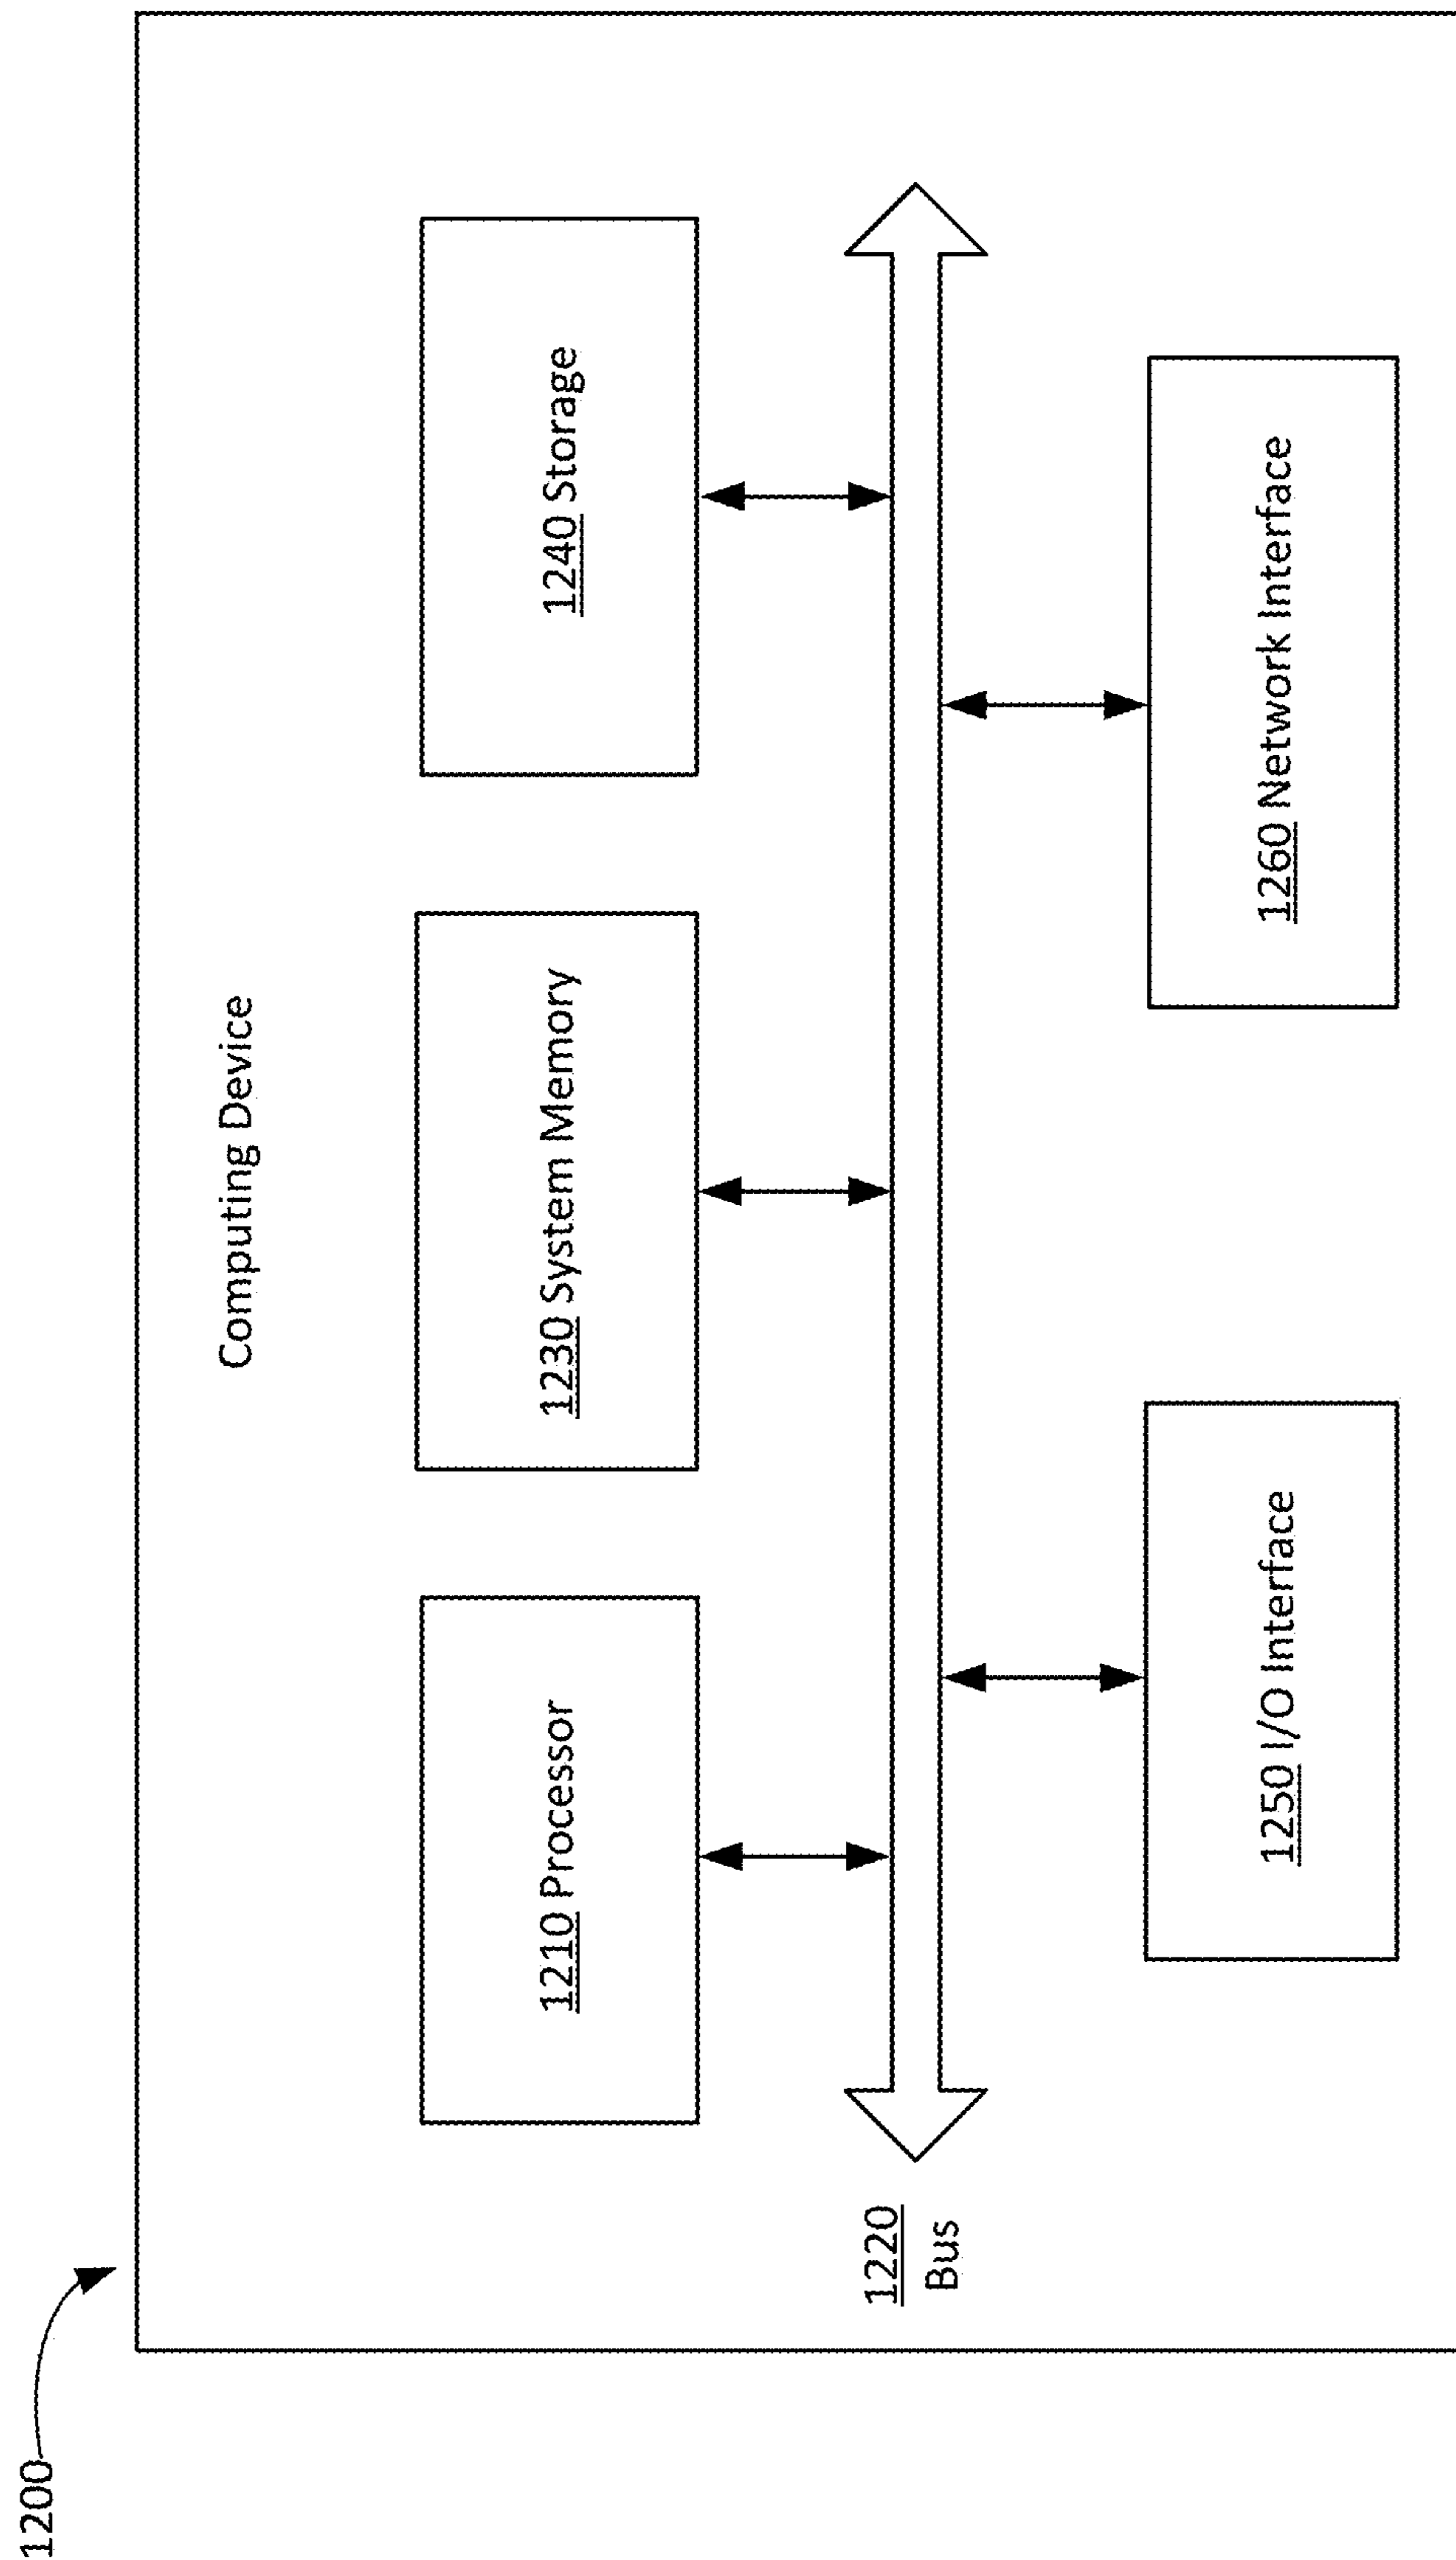 1200
Computing Device
1210 Processor
1230 System Memory
1240 Storage
1220
Bus
1250 I/O Interface
1260 Network Interface